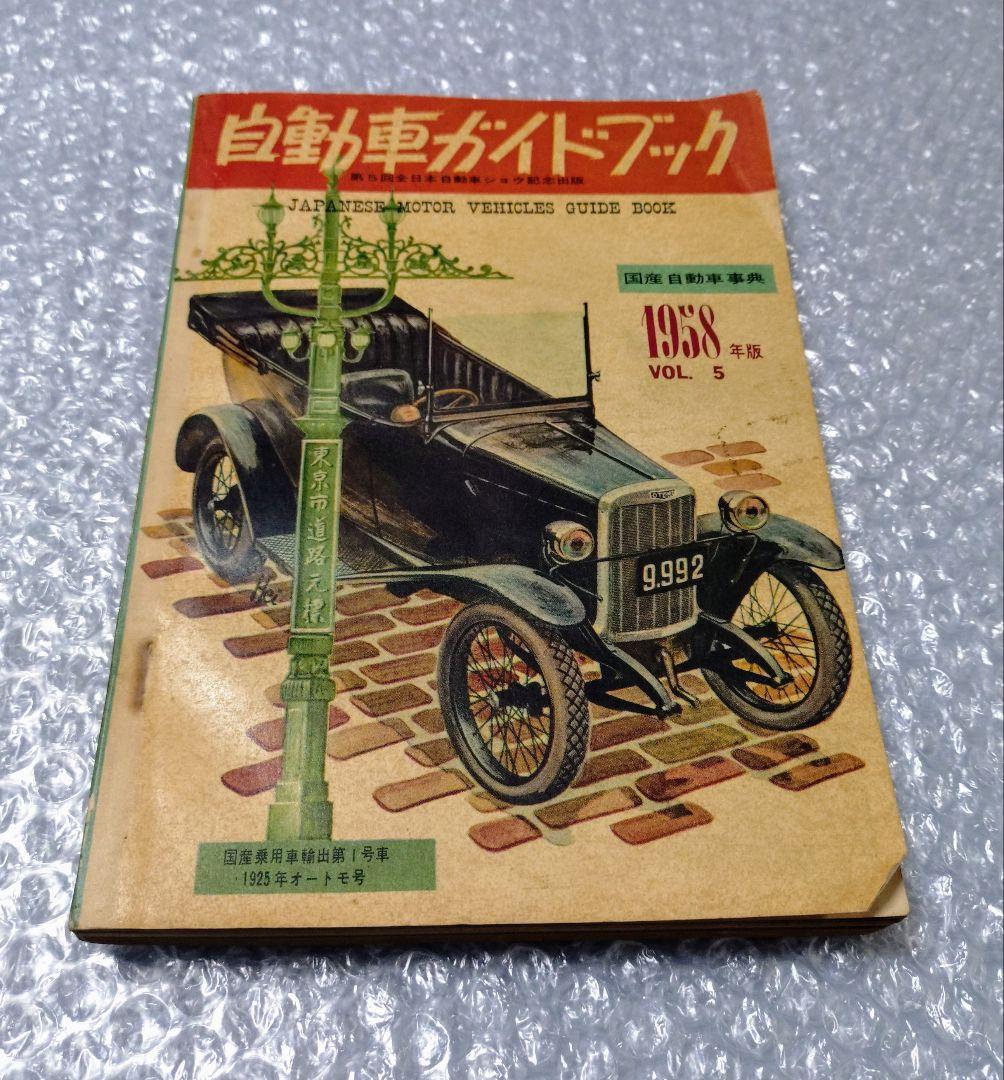 自動車ガイドブック
第5回全日本自動車ショウ記念出版
JAPANESE MOTOR VEHICLES GUIDE BOOK
国産自動車事典
1958年版
VOL. 5
東京市道路元標
9.992
国産乗用車輸出第1号車
1925年オートモ号